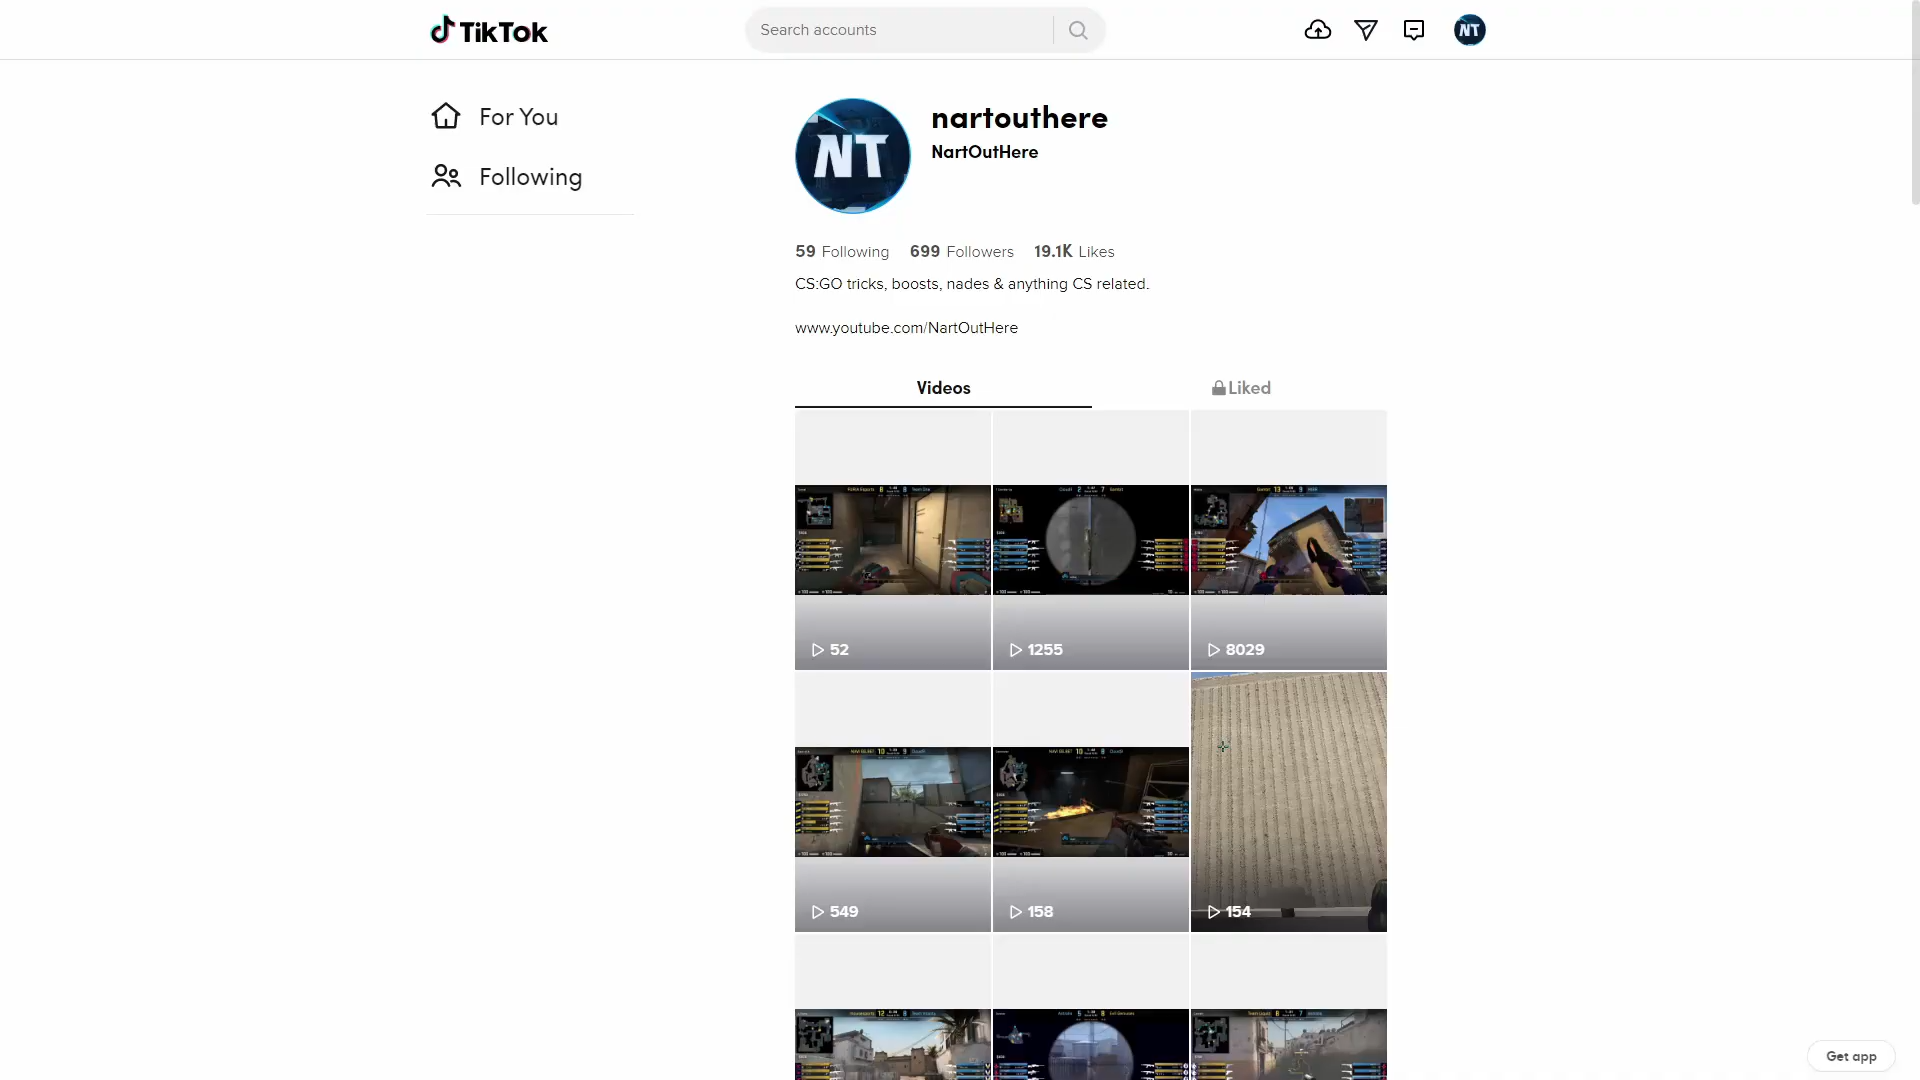 TikTok
Search accounts
NT
For You
Following
NT
nartouthere
NartOutHere
59 Following 699 Followers 19.1K Likes
CS:GO tricks, boosts, nades & anything CS related.
www.youtube.com/NartOutHere
Videos
Liked
52
1255
8029
549
158
154
Get app